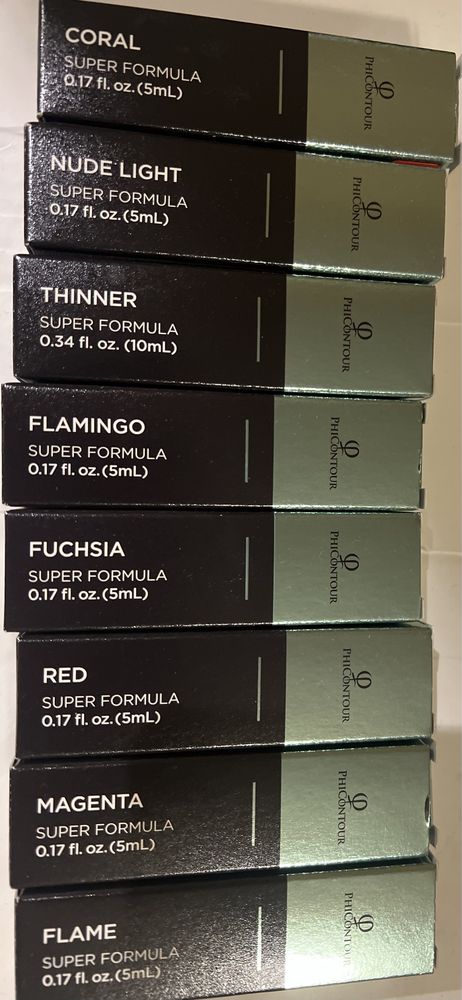 CORAL
SUPER FORMULA
0.17 fl. oz. (5mL)
φ
PHICONTOUR
NUDE LIGHT
SUPER FORMULA
0.17 fl. oz. (5mL)
φ
PHICONTOUR
THINNER
SUPER FORMULA
0.34 fl. oz. (10mL)
φ
PHICONTOUR
FLAMINGO
SUPER FORMULA
0.17 fl. oz. (5mL)
φ
PHICONTOUR
FUCHSIA
SUPER FORMULA
0.17 fl. oz. (5mL)
φ
PHICONTOUR
RED
SUPER FORMULA
0.17 fl. oz. (5mL)
φ
PHICONTOUR
MAGENTA
SUPER FORMULA
0.17 fl. oz. (5mL)
φ
PHICONTOUR
FLAME
SUPER FORMULA
0.17 fl. oz. (5mL)
φ
PHICONTOUR